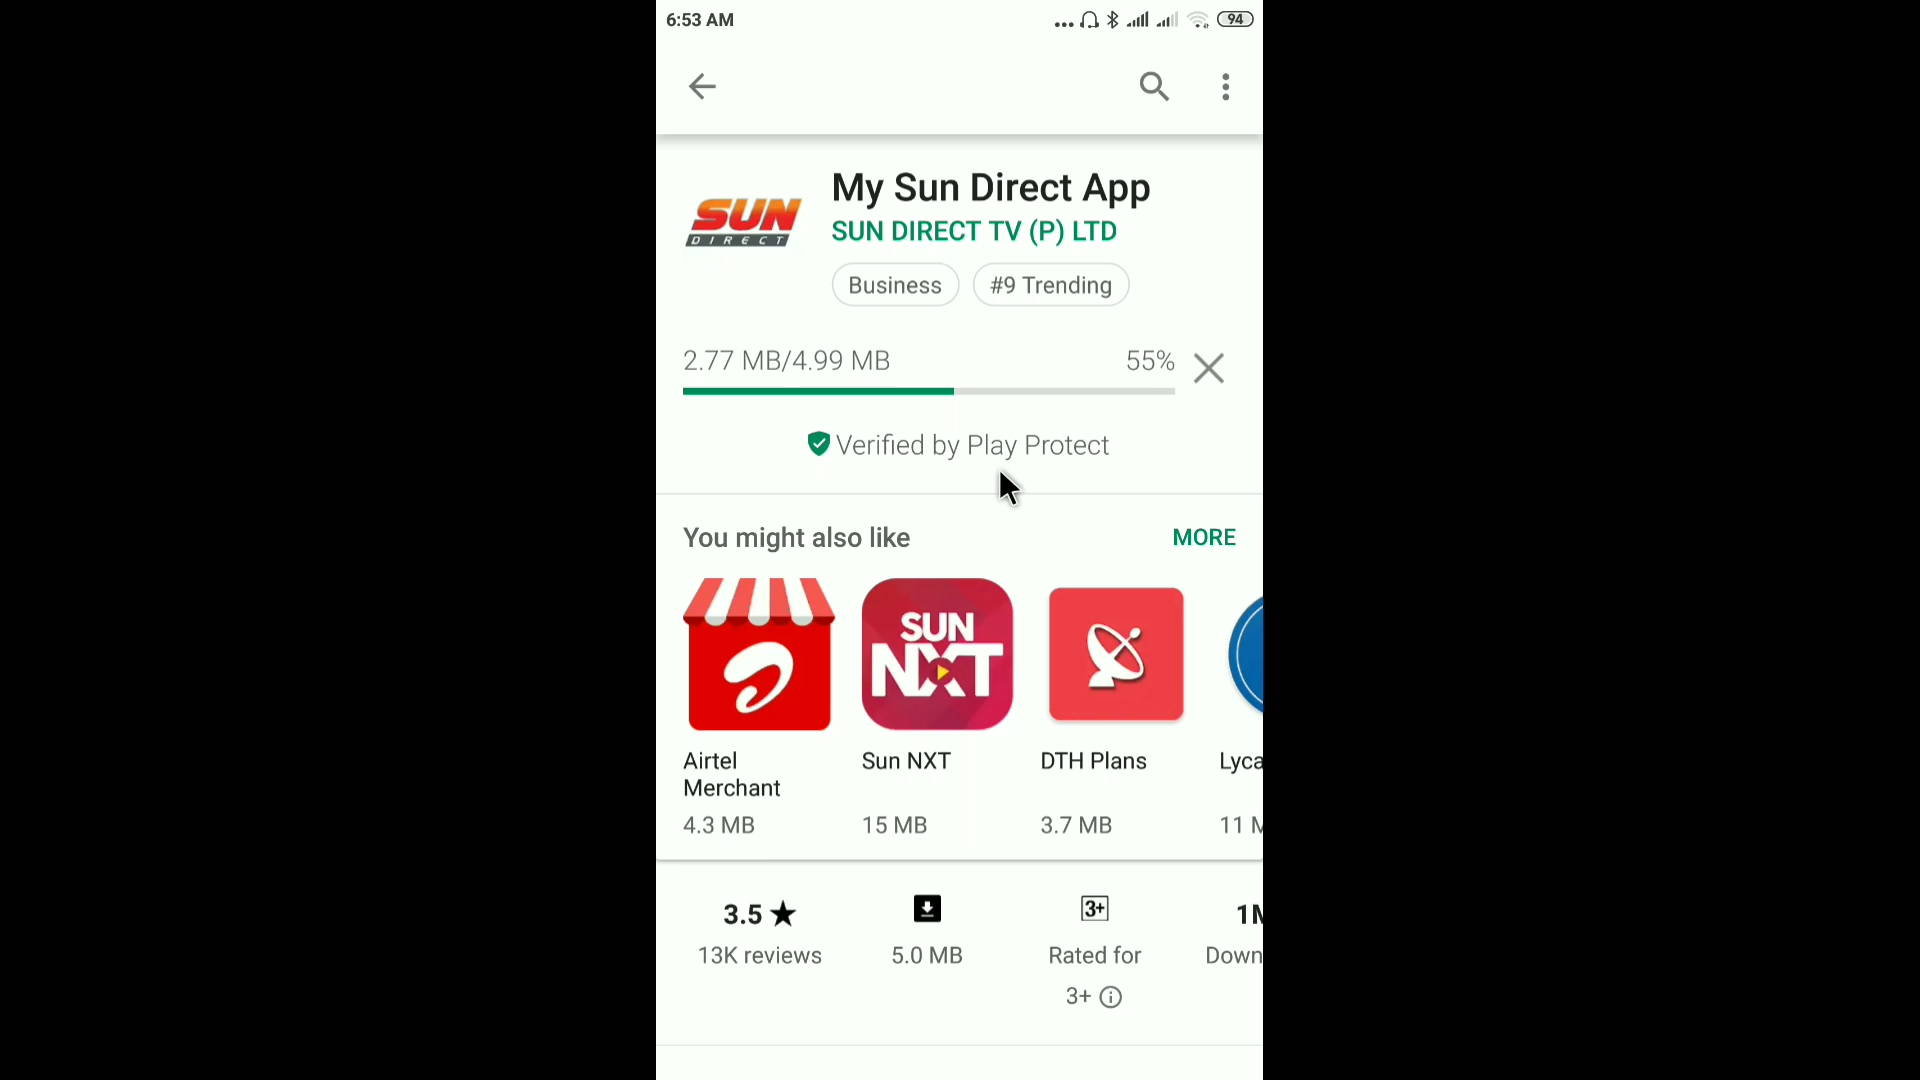 6:53 AM
94
My Sun Direct App
SUN DIRECT
SUN DIRECT TV (P) LTD
Business
#9 Trending
2.77 MB/4.99 MB
55%
Verified by Play Protect
You might also like
MORE
SUN
NXT
Airtel
Merchant
Sun NXT
DTH Plans
Lyca
4.3 MB
15 MB
3.7 MB
11 M
3.5 ★
3+
1M
13K reviews
5.0 MB
Rated for
3+
Down